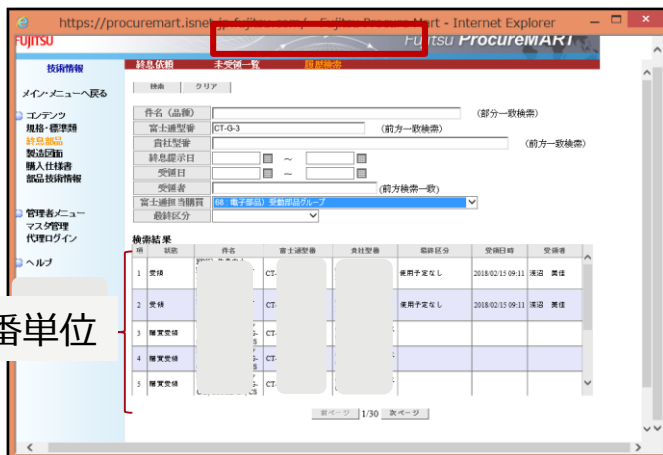 https://procuremart.isnet.jp.fujitsu.com/ - Fujitsu Procure Mart - Internet Explorer
FUJITSU
Fujitsu ProcureMART
技術情報
終息依頼 未受領一覧 履歴検索
検索 クリア
メイン・メニューへ戻る
コンテンツ
規格・標準類
終息部品
製造図面
購入仕様書
部品技術情報
管理者メニュー
マスタ管理
代理ログイン
ヘルプ
件名（品種） (部分一致検索)
富士通型番 CT-G-3 (前方一致検索)
貴社型番 (前方一致検索)
終息提示日 ～
受領日 ～
受領者 (前方検索一致)
富士通担当購買 68 電子部品）受動部品グループ
最終区分
検索結果
項 状態 件名 富士通型番 貴社型番 最終区分 受領日時 受領者
1 受領 CT- 使用予定なし 2018/02/15 09:11 浅沼 美佳
2 受領 CT- 使用予定なし 2018/02/15 09:11 浅沼 美佳
3 購買受領 CT-
4 購買受領 CT-
5 購買受領 CT-
番単位
前ページ 1/30 次ページ